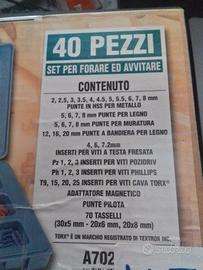 40 PEZZI
SET PER FORARE ED AVVITARE
CONTENUTO
2, 2.5, 3, 3.5, 4, 4.5, 5, 5.5, 6, 7, 8 mm
PUNTE IN HSS PER METALLO
5, 6, 7, 8 mm PUNTE PER LEGNO
5, 6, 7, 8 mm PUNTE PER MURATURA
12, 16, 20 mm PUNTE A BANDIERA PER LEGNO
4, 6, 7.2mm
INSERTI PER VITI A TESTA FRESATA
Pz 1, 2, 3 INSERTI PER VITI POZIDRIV
Ph 1, 2, 3 INSERTI PER VITI PHILLIPS
T9, 15, 20, 25 INSERTI PER VITI CAVA TORX®
ADATTATORE MAGNETICO
PUNTE PILOTA
70 TASSELLI
(30x5 mm - 20x6 mm, 20x8 mm)
TORX® È UN MARCHIO REGISTRATO DI TEXTRON INC.
A702